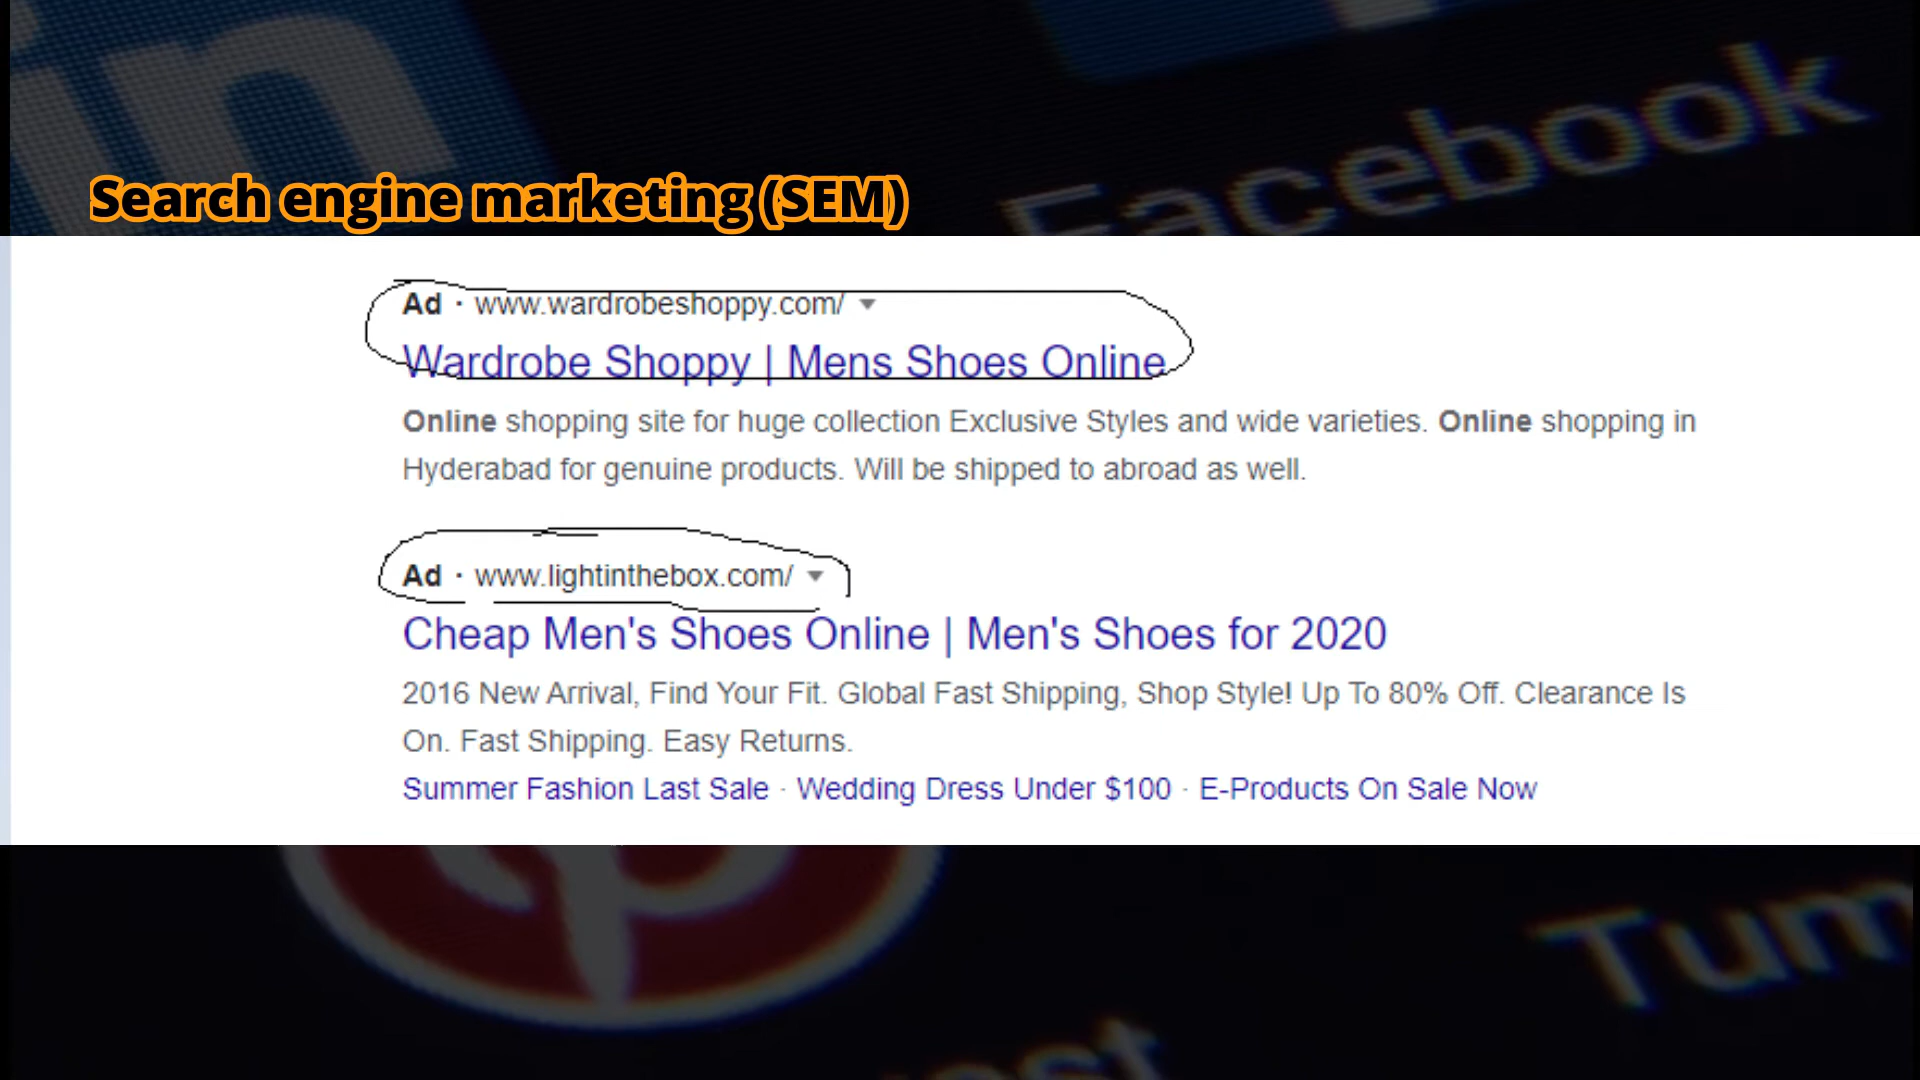 in
Facebook
Search engine marketing (SEM)
Ad · www.wardrobeshoppy.com/
Wardrobe Shoppy | Mens Shoes Online
Online shopping site for huge collection Exclusive Styles and wide varieties. Online shopping in
Hyderabad for genuine products. Will be shipped to abroad as well.
Ad · www.lightinthebox.com/
Cheap Men's Shoes Online | Men's Shoes for 2020
2016 New Arrival, Find Your Fit. Global Fast Shipping, Shop Style! Up To 80% Off. Clearance Is
On. Fast Shipping. Easy Returns.
Summer Fashion Last Sale · Wedding Dress Under $100 · E-Products On Sale Now